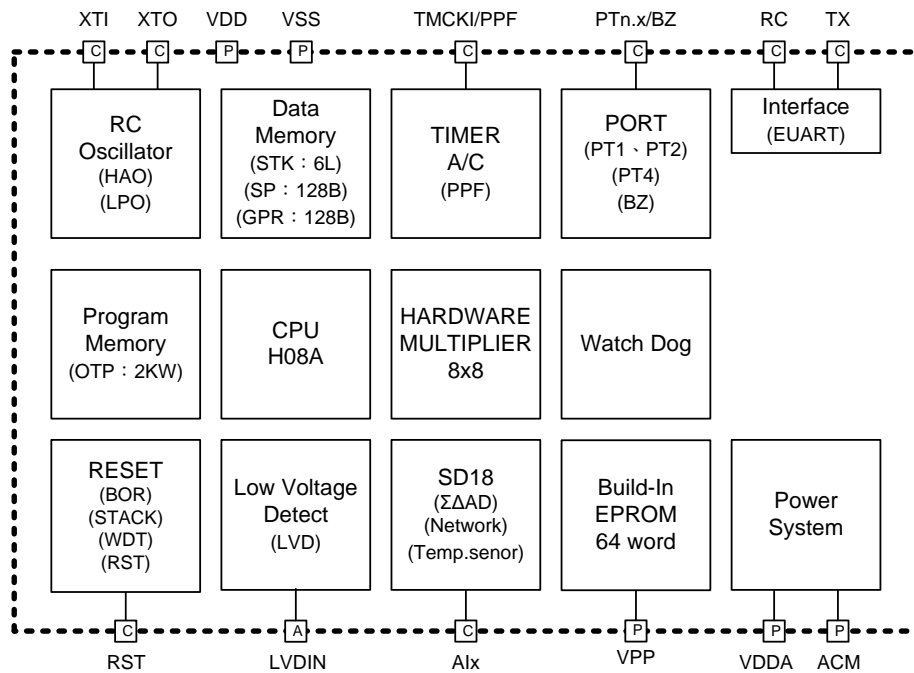 XTI XTO VDD VSS TMCKI/PPF PTn.x/BZ RC TX
C C P P C C C C
RC
Oscillator
(HAO)
(LPO)
Data
Memory
(STK：6L)
(SP：128B)
(GPR：128B)
TIMER
A/C
(PPF)
PORT
(PT1、PT2)
(PT4)
(BZ)
Interface
(EUART)
Program
Memory
(OTP：2KW)
CPU
H08A
HARDWARE
MULTIPLIER
8x8
Watch Dog
RESET
(BOR)
(STACK)
(WDT)
(RST)
Low Voltage
Detect
(LVD)
SD18
(ΣΔAD)
(Network)
(Temp.senor)
Build-In
EPROM
64 word
Power
System
C A C P P P
RST LVDIN AIx VPP VDDA ACM